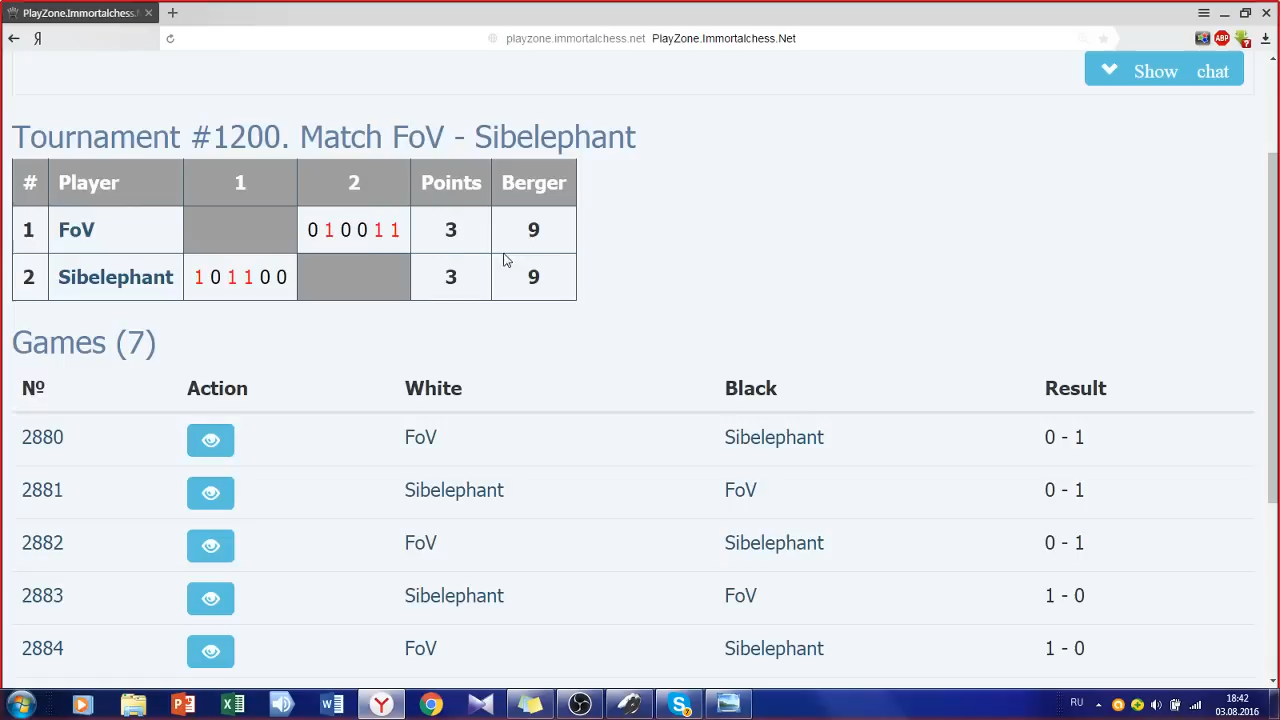 PlayZone.Immortalchess.
Я
playzone.immortalchess.net PlayZone.Immortalchess.Net
ABP
Show chat
Tournament #1200. Match FoV - Sibelephant
# Player 1 2 Points Berger
1 FoV 0 1 0 0 1 1 3 9
2 Sibelephant 1 0 1 1 0 0 3 9
Games (7)
Nº Action White Black Result
2880 FoV Sibelephant 0 - 1
2881 Sibelephant FoV 0 - 1
2882 FoV Sibelephant 0 - 1
2883 Sibelephant FoV 1 - 0
2884 FoV Sibelephant 1 - 0
RU
18:42
03.08.2016